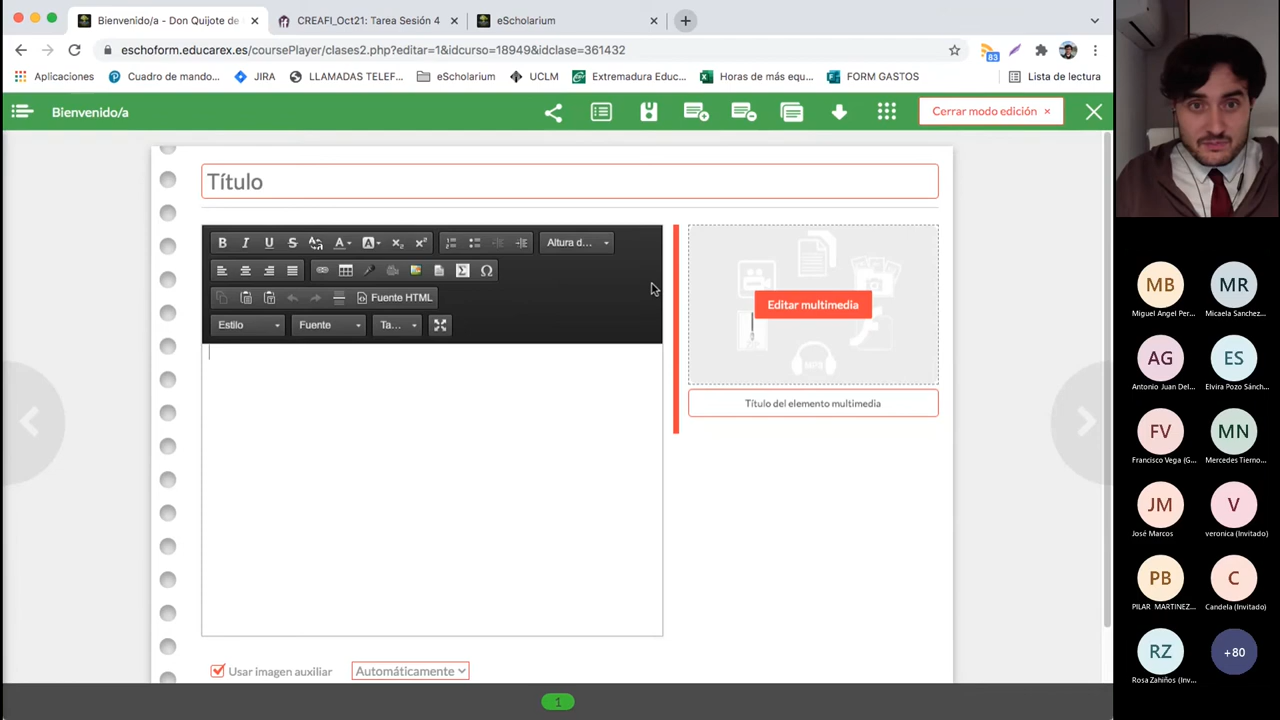 Bienvenido/a - Don Quijote de
CREAFI_Oct21: Tarea Sesión 4
eScholarium
eschoform.educarex.es/coursePlayer/clases2.php?editar=1&idcurso=18949&idclase=361432
83
Aplicaciones
Cuadro de mando...
JIRA
LLAMADAS TELEF...
eScholarium
UCLM
Extremadura Educ...
Horas de más equ...
FORM GASTOS
Lista de lectura
Bienvenido/a
Cerrar modo edición ×
Título
B I U S A A x₂ x² Altura d...
Σ Ω
Fuente HTML
Estilo Fuente Ta...
Editar multimedia
MP3
Título del elemento multimedia
Usar imagen auxiliar
Automáticamente
1
MB
Miguel Angel Per...
MR
Micaela Sanchez...
AG
Antonio Juan Del...
ES
Elvira Pozo Sánch...
FV
Francisco Vega (G...
MN
Mercedes Tierno...
JM
José Marcos
V
veronica (Invitado)
PB
PILAR MARTINEZ...
C
Candela (Invitado)
RZ
Rosa Zahiños (Inv...
+80